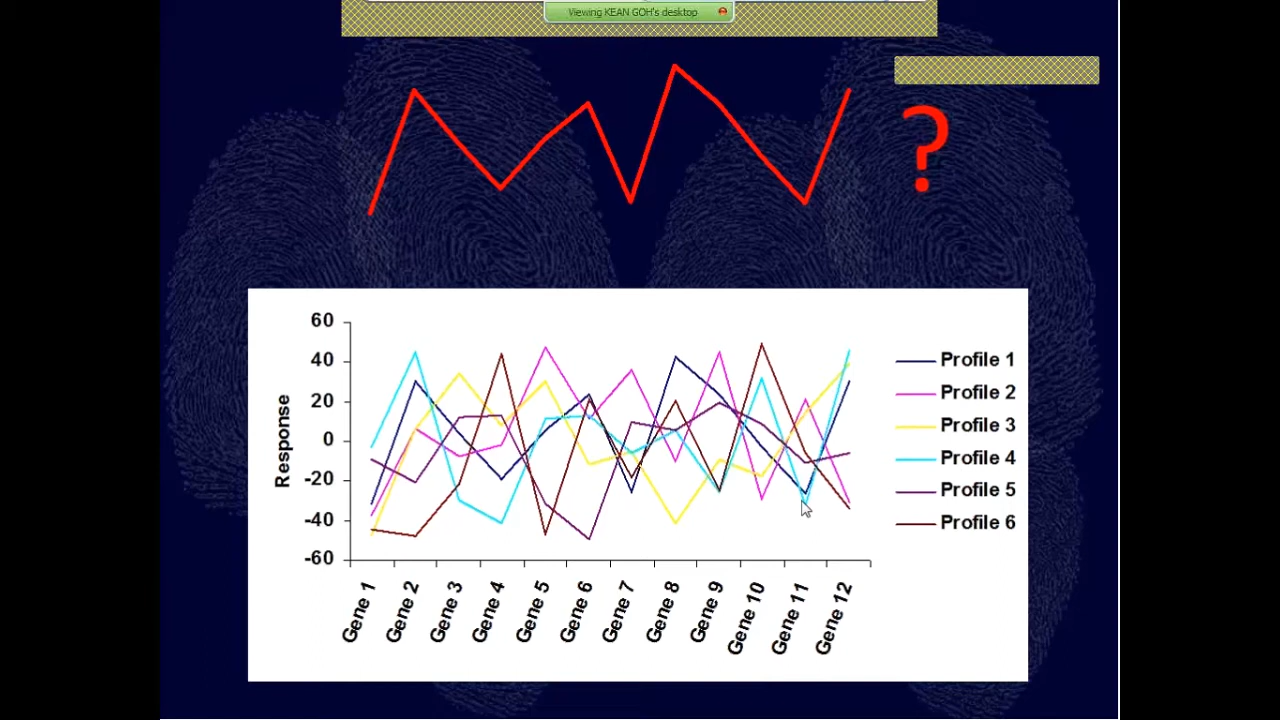 Viewing KEAN GOH's desktop
?
60
40
20
0
-20
-40
-60
Response
Gene 1
Gene 2
Gene 3
Gene 4
Gene 5
Gene 6
Gene 7
Gene 8
Gene 9
Gene 10
Gene 11
Gene 12
Profile 1
Profile 2
Profile 3
Profile 4
Profile 5
Profile 6